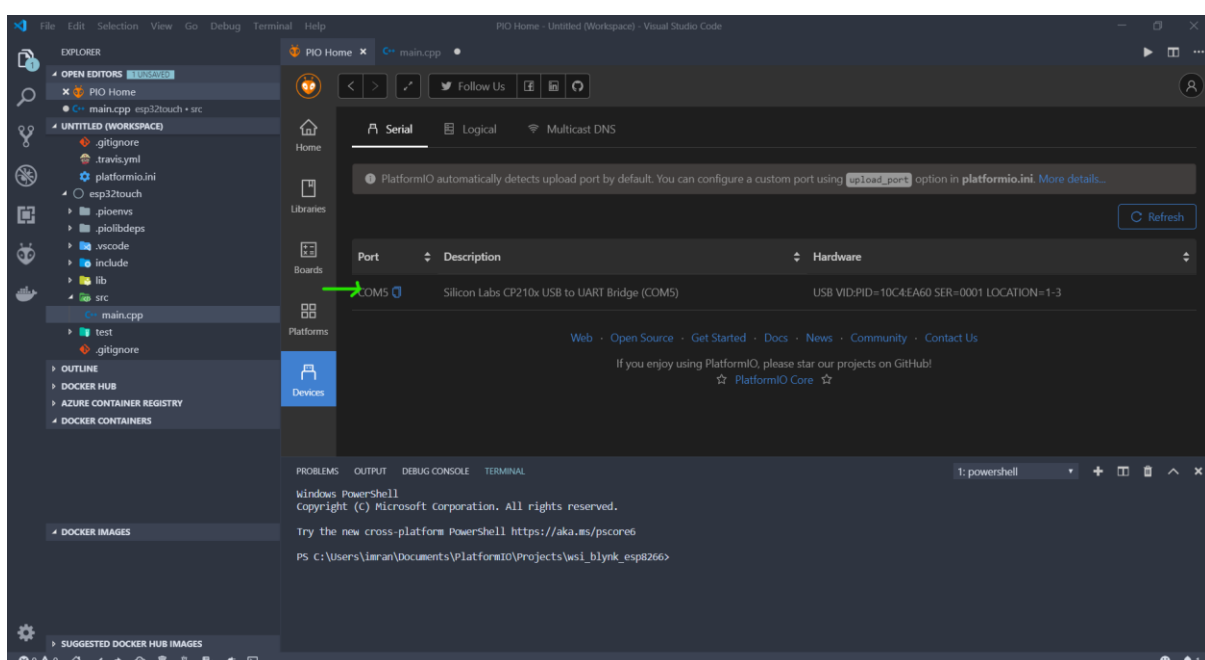 File Edit Selection View Go Debug Terminal Help
PIO Home - Untitled (Workspace) - Visual Studio Code
EXPLORER
OPEN EDITORS 1 UNSAVED
PIO Home
main.cpp esp32touch • src
UNTITLED (WORKSPACE)
.gitignore
.travis.yml
platformio.ini
esp32touch
.pioenvs
.piolibdeps
.vscode
include
lib
src
main.cpp
test
.gitignore
OUTLINE
DOCKER HUB
AZURE CONTAINER REGISTRY
DOCKER CONTAINERS
DOCKER IMAGES
SUGGESTED DOCKER HUB IMAGES
1
PIO Home
main.cpp
Follow Us
Home
Libraries
Boards
Platforms
Devices
Serial Logical Multicast DNS
PlatformIO automatically detects upload port by default. You can configure a custom port using upload_port option in platformio.ini. More details...
Refresh
Port Description Hardware
COM5 Silicon Labs CP210x USB to UART Bridge (COM5) USB VID:PID=10C4:EA60 SER=0001 LOCATION=1-3
Web · Open Source · Get Started · Docs · News · Community · Contact Us
If you enjoy using PlatformIO, please star our projects on GitHub!
PlatformIO Core
PROBLEMS OUTPUT DEBUG CONSOLE TERMINAL
1: powershell
Windows PowerShell
Copyright (C) Microsoft Corporation. All rights reserved.
Try the new cross-platform PowerShell https://aka.ms/pscore6
PS C:\Users\imran\Documents\PlatformIO\Projects\wsi_blynk_esp8266>